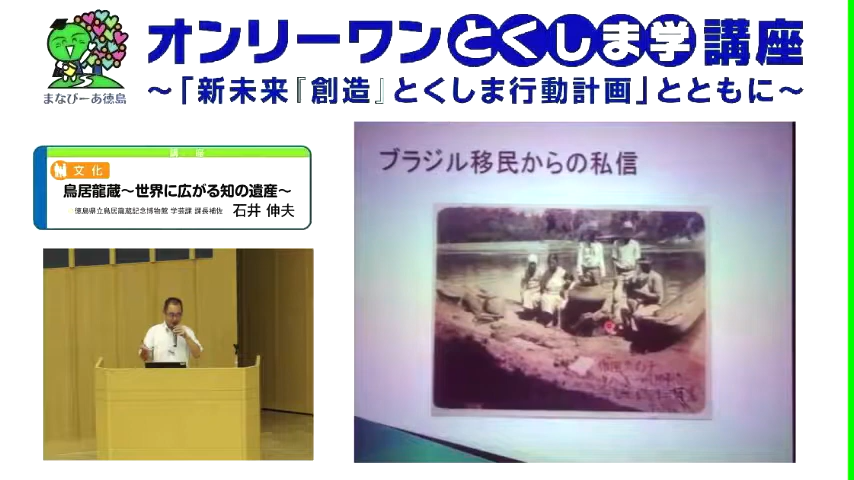 オンリーワンとくしま学講座
～「新未来『創造』とくしま行動計画」とともに～
まなびーあ徳島
講 座
文化
鳥居龍蔵～世界に広がる知の遺産～
徳島県立鳥居龍蔵記念博物館 学芸課 課長補佐 石井 伸夫
ブラジル移民からの私信